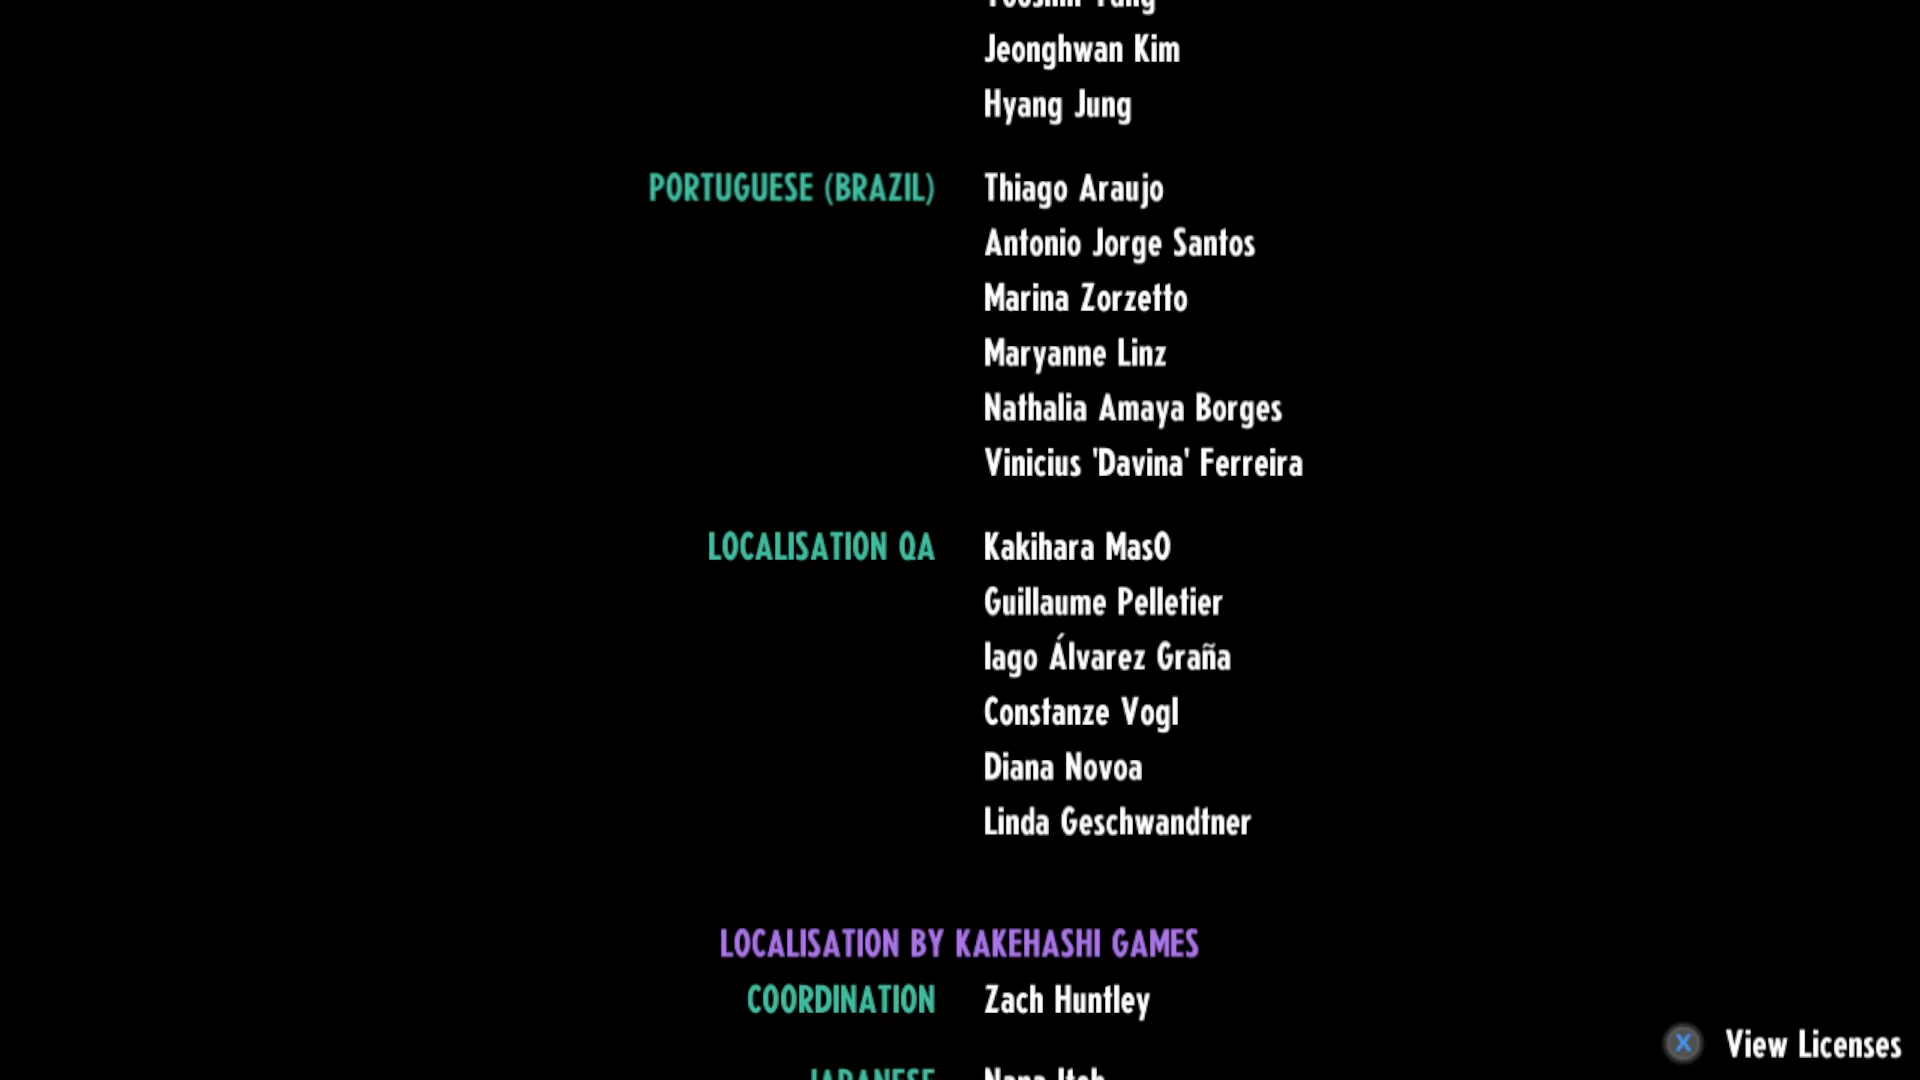 Jeonghwan Kim
Hyang Jung
PORTUGUESE (BRAZIL) Thiago Araujo
Antonio Jorge Santos
Marina Zorzetto
Maryanne Linz
Nathalia Amaya Borges
Vinicius 'Davina' Ferreira
LOCALISATION QA Kakihara MasO
Guillaume Pelletier
Iago Álvarez Graña
Constanze Vogl
Diana Novoa
Linda Geschwandtner
LOCALISATION BY KAKEHASHI GAMES
COORDINATION Zach Huntley
X View Licenses
JAPANESE